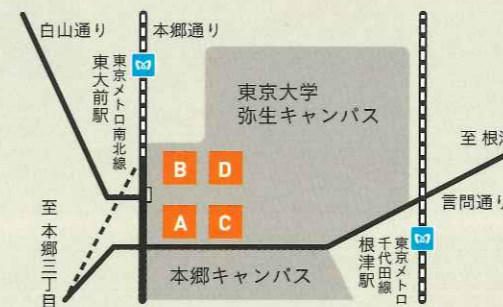 白山通り
本郷通り
東京メトロ南北線
東大前駅
東京大学
弥生キャンパス
至 根津
B D
言問通り
A C
至 本郷三丁目
東京メトロ
千代田線
根津駅
本郷キャンパス